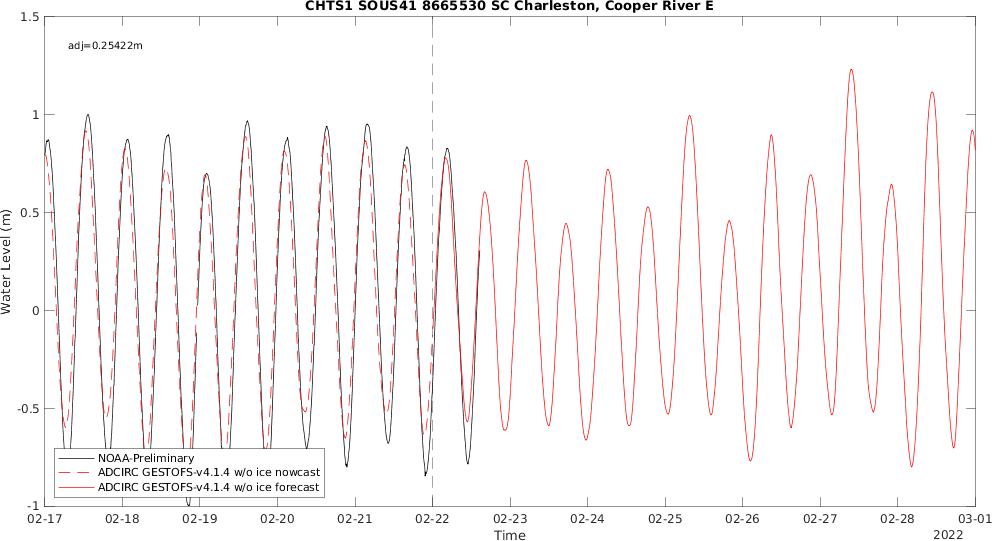 CHTS1 SOUS41 8665530 SC Charleston, Cooper River E
adj=0.25422m
Water Level (m)
1.5
1
0.5
0
-0.5
-1
NOAA-Preliminary
ADCIRC GESTOFS-v4.1.4 w/o ice nowcast
ADCIRC GESTOFS-v4.1.4 w/o ice forecast
02-17 02-18 02-19 02-20 02-21 02-22 02-23 02-24 02-25 02-26 02-27 02-28 03-01
Time
2022